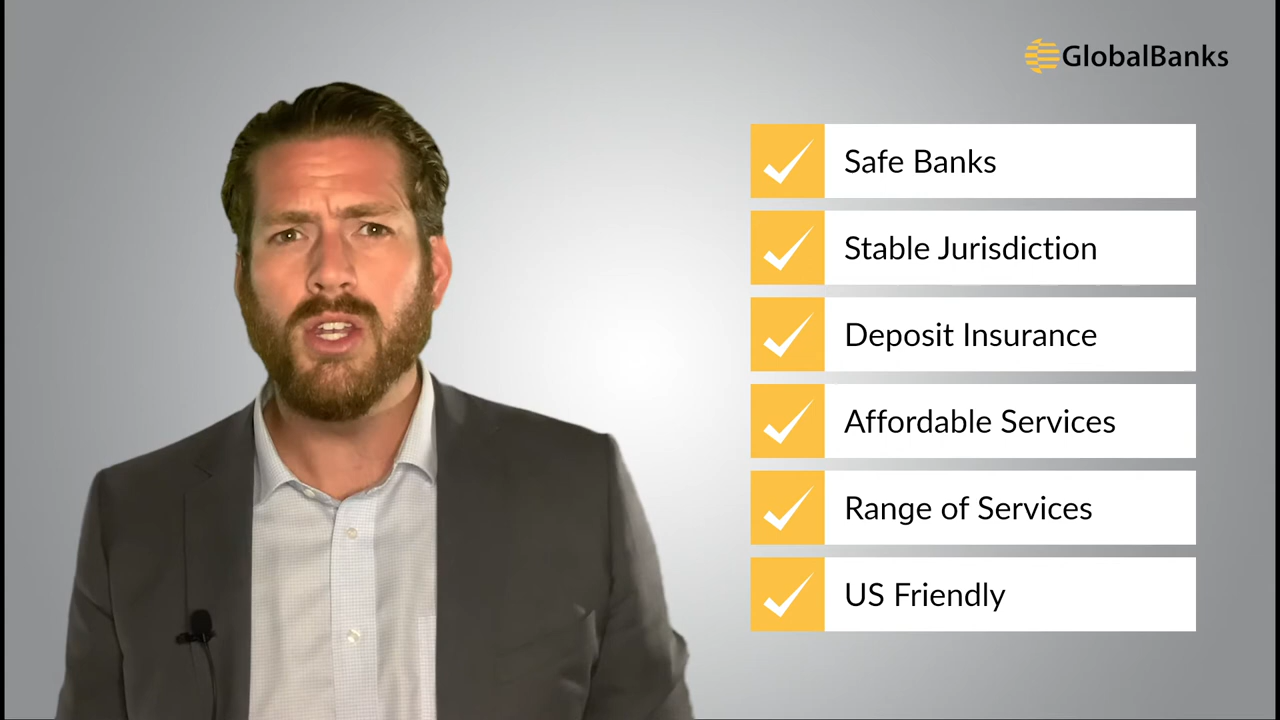 GlobalBanks
Safe Banks
Stable Jurisdiction
Deposit Insurance
Affordable Services
Range of Services
US Friendly